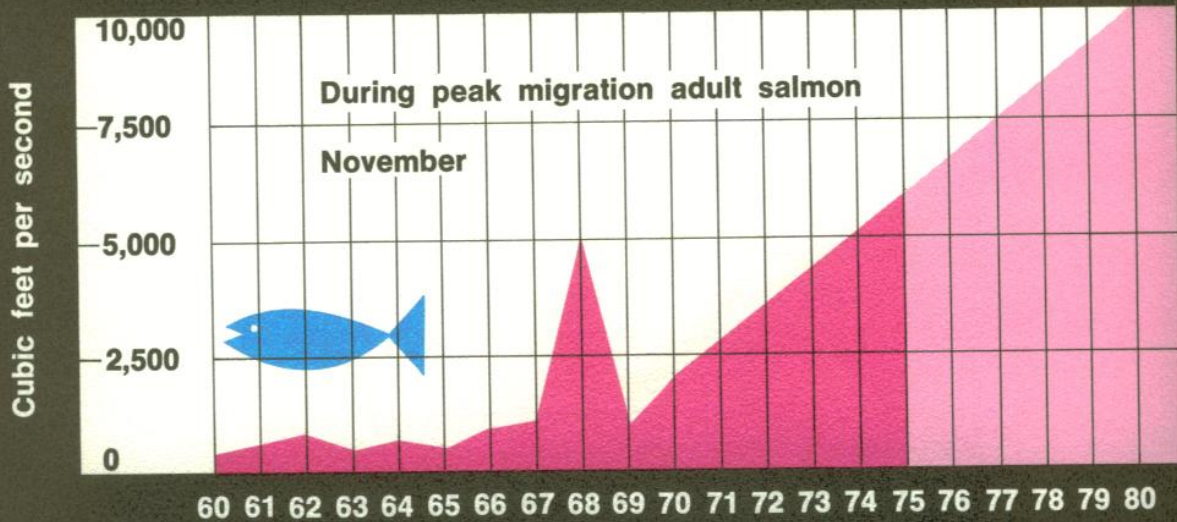 Cubic feet per second
10,000
7,500
5,000
2,500
0
During peak migration adult salmon
November
60 61 62 63 64 65 66 67 68 69 70 71 72 73 74 75 76 77 78 79 80